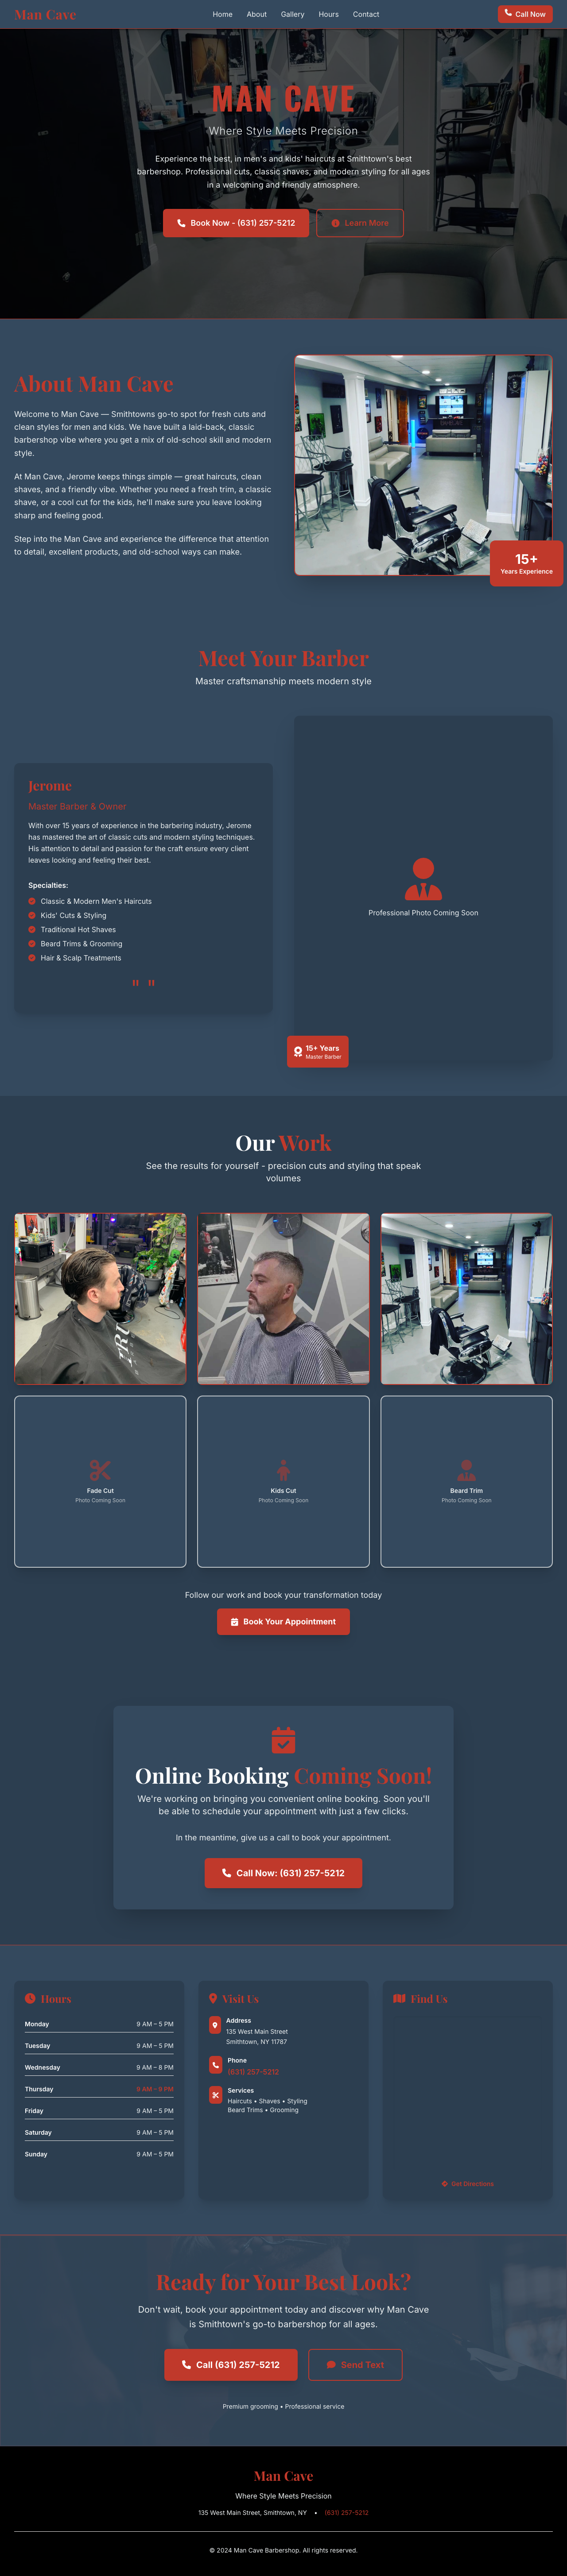 Man Cave
Home
About
Gallery
Hours
Contact
Call Now
MAN CAVE
Where Style Meets Precision
Experience the best, in men's and kids' haircuts at Smithtown's best
barbershop. Professional cuts, classic shaves, and modern styling for all ages
in a welcoming and friendly atmosphere.
Book Now - (631) 257-5212
Learn More
About Man Cave
Welcome to Man Cave — Smithtowns go-to spot for fresh cuts and
clean styles for men and kids. We have built a laid-back, classic
barbershop vibe where you get a mix of old-school skill and modern
style.
At Man Cave, Jerome keeps things simple — great haircuts, clean
shaves, and a friendly vibe. Whether you need a fresh trim, a classic
shave, or a cool cut for the kids, he'll make sure you leave looking
sharp and feeling good.
Step into the Man Cave and experience the difference that attention
to detail, excellent products, and old-school ways can make.
15+
Years Experience
Meet Your Barber
Master craftsmanship meets modern style
Jerome
Master Barber & Owner
With over 15 years of experience in the barbering industry, Jerome
has mastered the art of classic cuts and modern styling techniques.
His attention to detail and passion for the craft ensure every client
leaves looking and feeling their best.
Specialties:
Classic & Modern Men's Haircuts
Kids' Cuts & Styling
Traditional Hot Shaves
Beard Trims & Grooming
Hair & Scalp Treatments
" "
Professional Photo Coming Soon
15+ Years
Master Barber
Our Work
See the results for yourself - precision cuts and styling that speak
volumes
Fade Cut
Photo Coming Soon
Kids Cut
Photo Coming Soon
Beard Trim
Photo Coming Soon
Follow our work and book your transformation today
Book Your Appointment
Online Booking Coming Soon!
We're working on bringing you convenient online booking. Soon you'll
be able to schedule your appointment with just a few clicks.
In the meantime, give us a call to book your appointment.
Call Now: (631) 257-5212
Hours
Monday 9 AM – 5 PM
Tuesday 9 AM – 5 PM
Wednesday 9 AM – 8 PM
Thursday
Friday 9 AM – 5 PM
Saturday 9 AM – 5 PM
Sunday 9 AM – 5 PM
Visit Us
Address
135 West Main Street
Smithtown, NY 11787
Phone
(631) 257-5212
Services
Haircuts • Shaves • Styling
Beard Trims • Grooming
Find Us
Get Directions
Ready for Your Best Look?
Don't wait, book your appointment today and discover why Man Cave
is Smithtown's go-to barbershop for all ages.
Call (631) 257-5212
Send Text
Premium grooming • Professional service
Man Cave
Where Style Meets Precision
135 West Main Street, Smithtown, NY • (631) 257-5212
© 2024 Man Cave Barbershop. All rights reserved.